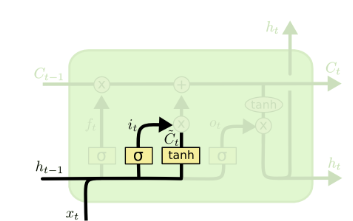 h_t
C_{t-1} × + C_t
tanh
f_t i_t × o_t ×
C̃_t
σ σ tanh σ
h_{t-1} h_t
x_t